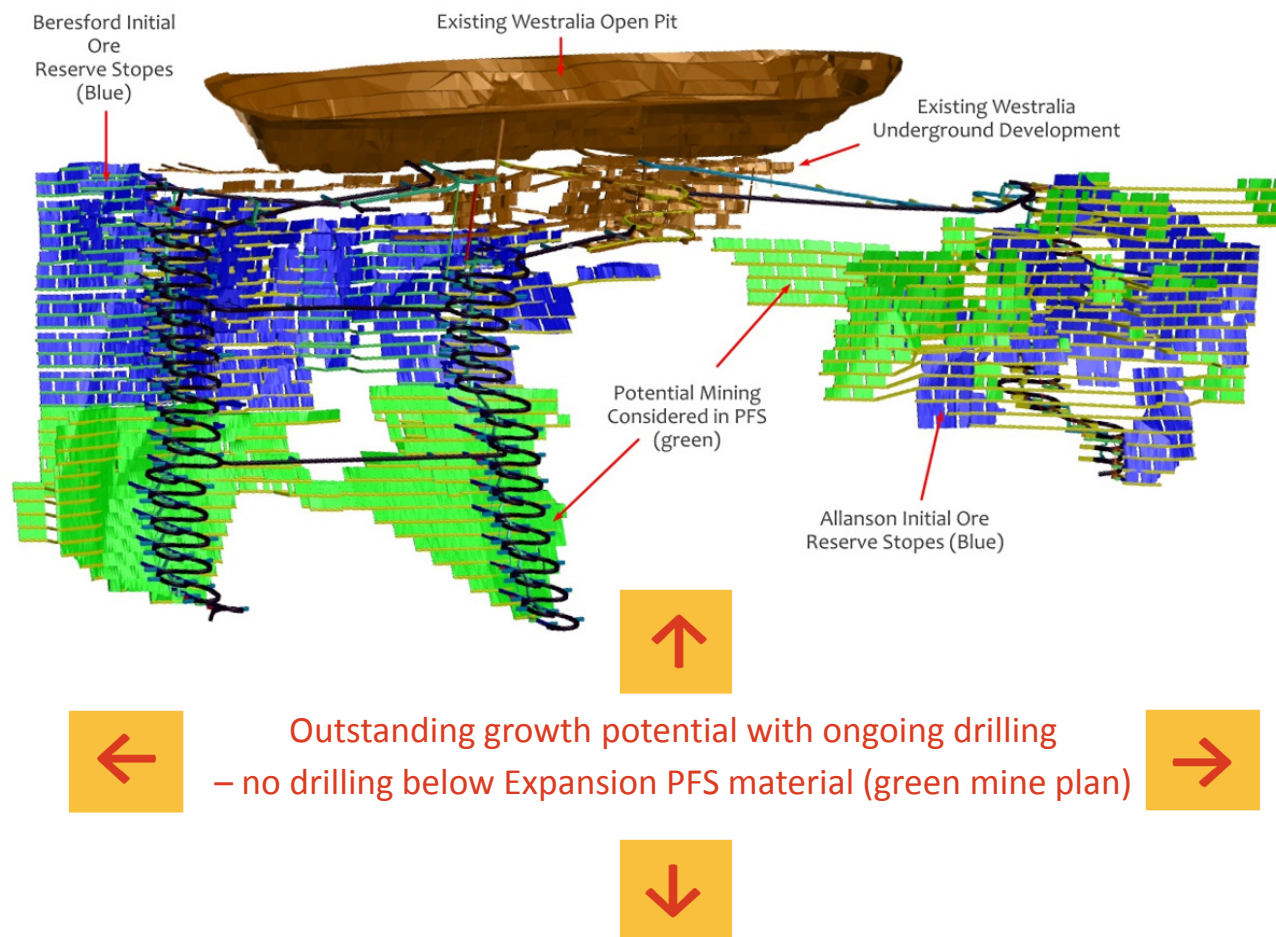 Beresford Initial
Ore
Reserve Stopes
(Blue)
Existing Westralia Open Pit
Existing Westralia
Underground Development
Potential Mining
Considered in PFS
(green)
Allanson Initial Ore
Reserve Stopes (Blue)
Outstanding growth potential with ongoing drilling
– no drilling below Expansion PFS material (green mine plan)